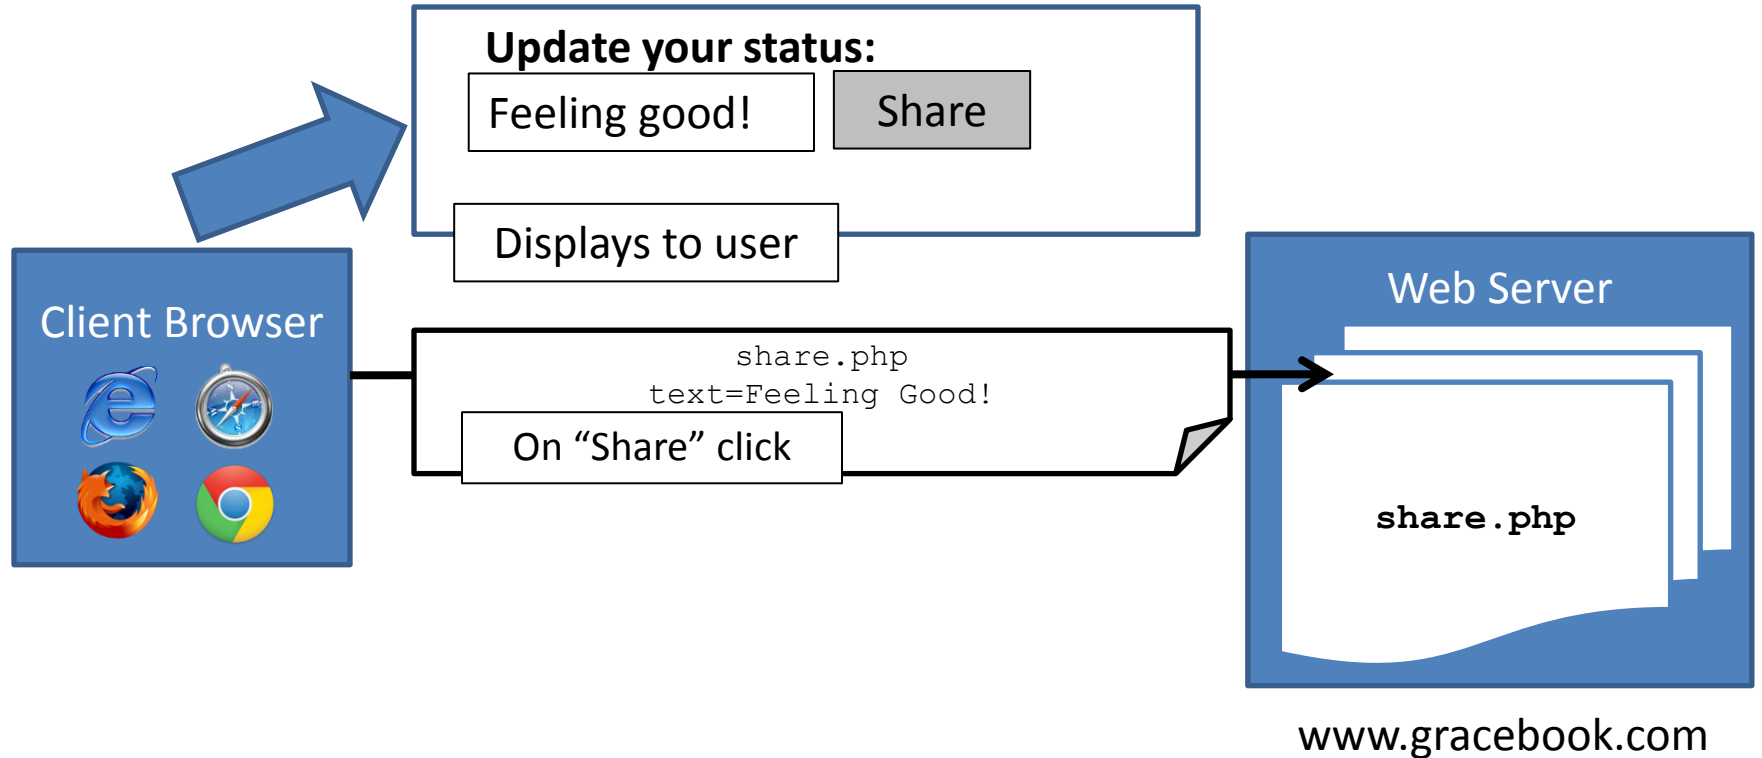 Update your status:
Feeling good!
Share
Displays to user
Client Browser
share.php
text=Feeling Good!
On “Share” click
Web Server
share.php
www.gracebook.com